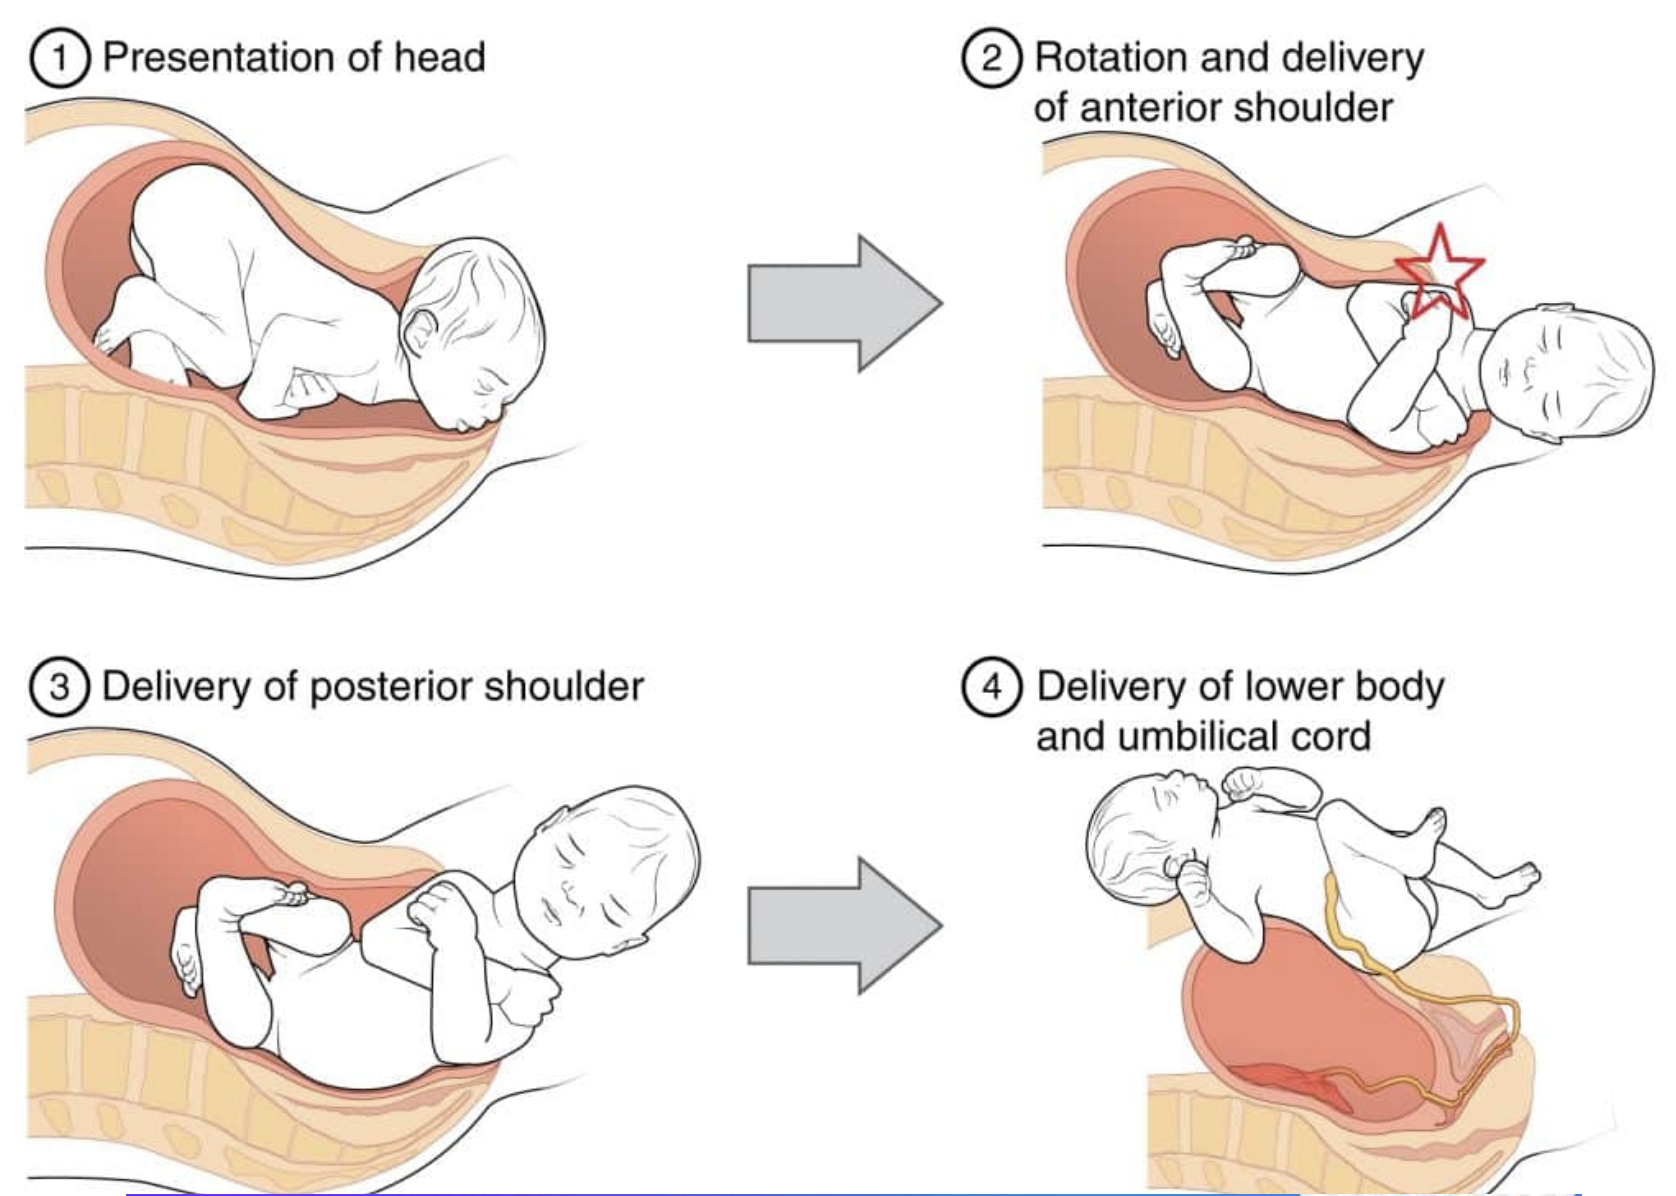 1 Presentation of head
2 Rotation and delivery
of anterior shoulder
3 Delivery of posterior shoulder
4 Delivery of lower body
and umbilical cord